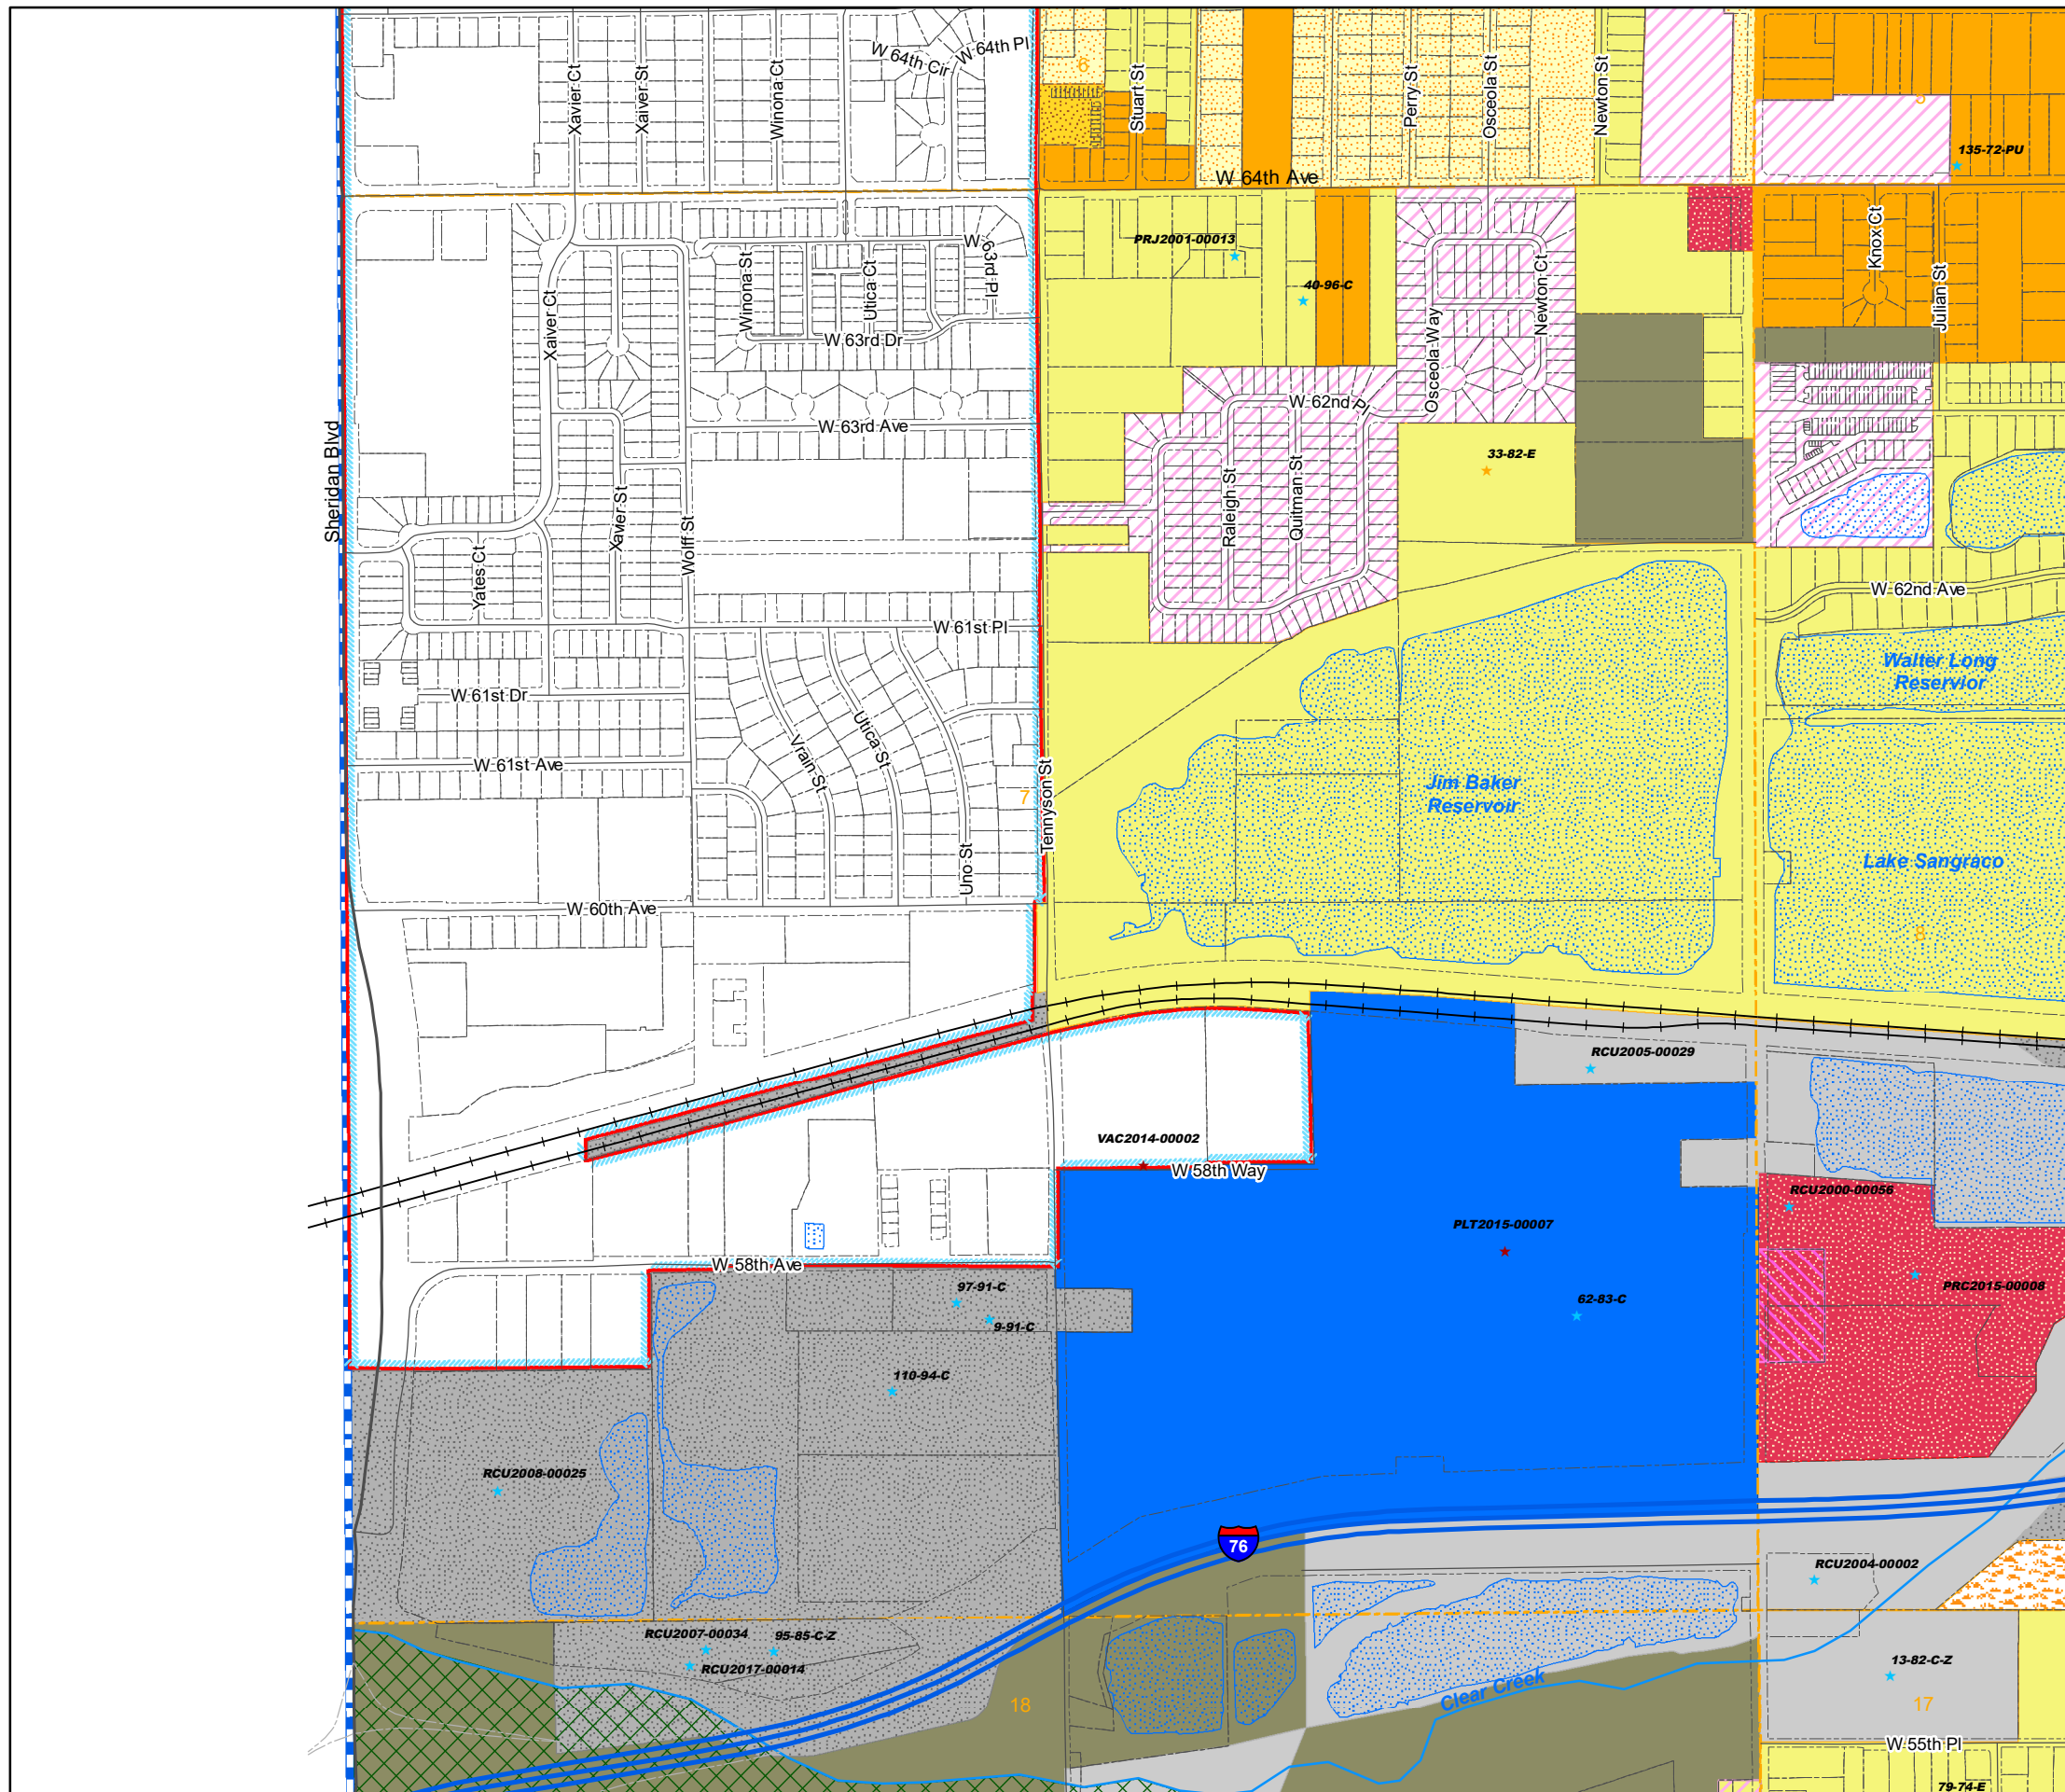 W 64th Cir
W 64th Pl
Xavier Ct
Xaiver St
Winona Ct
6
Stuart St
Perry St
Osceola St
Newton St
5
135-72-PU
W 64th Ave
PRJ2001-00013
40-96-C
W 63rd Pl
Winona St
Utica Ct
Xaiver Ct
W 63rd Dr
Osceola Way
Newton Ct
Knox Ct
Julian St
W 62nd Pl
W 63rd Ave
Sheridan Blvd
33-82-E
Raleigh St
Quitman St
Xavier St
Wolff St
Yates Ct
W 62nd Ave
W 61st Pl
Walter Long
Reservior
W 61st Dr
Utica St
Vrain St
W 61st Ave
Tennyson St
7
Jim Baker
Reservoir
Uno St
Lake Sangraco
W 60th Ave
8
RCU2005-00029
VAC2014-00002
W 58th Way
RCU2000-00056
PLT2015-00007
W 58th Ave
97-91-C
9-91-C
62-83-C
PRC2015-00008
110-94-C
RCU2008-00025
76
RCU2004-00002
RCU2007-00034
95-85-C-Z
RCU2017-00014
13-82-C-Z
Clear Creek
18
17
W 55th Pl
79-74-E